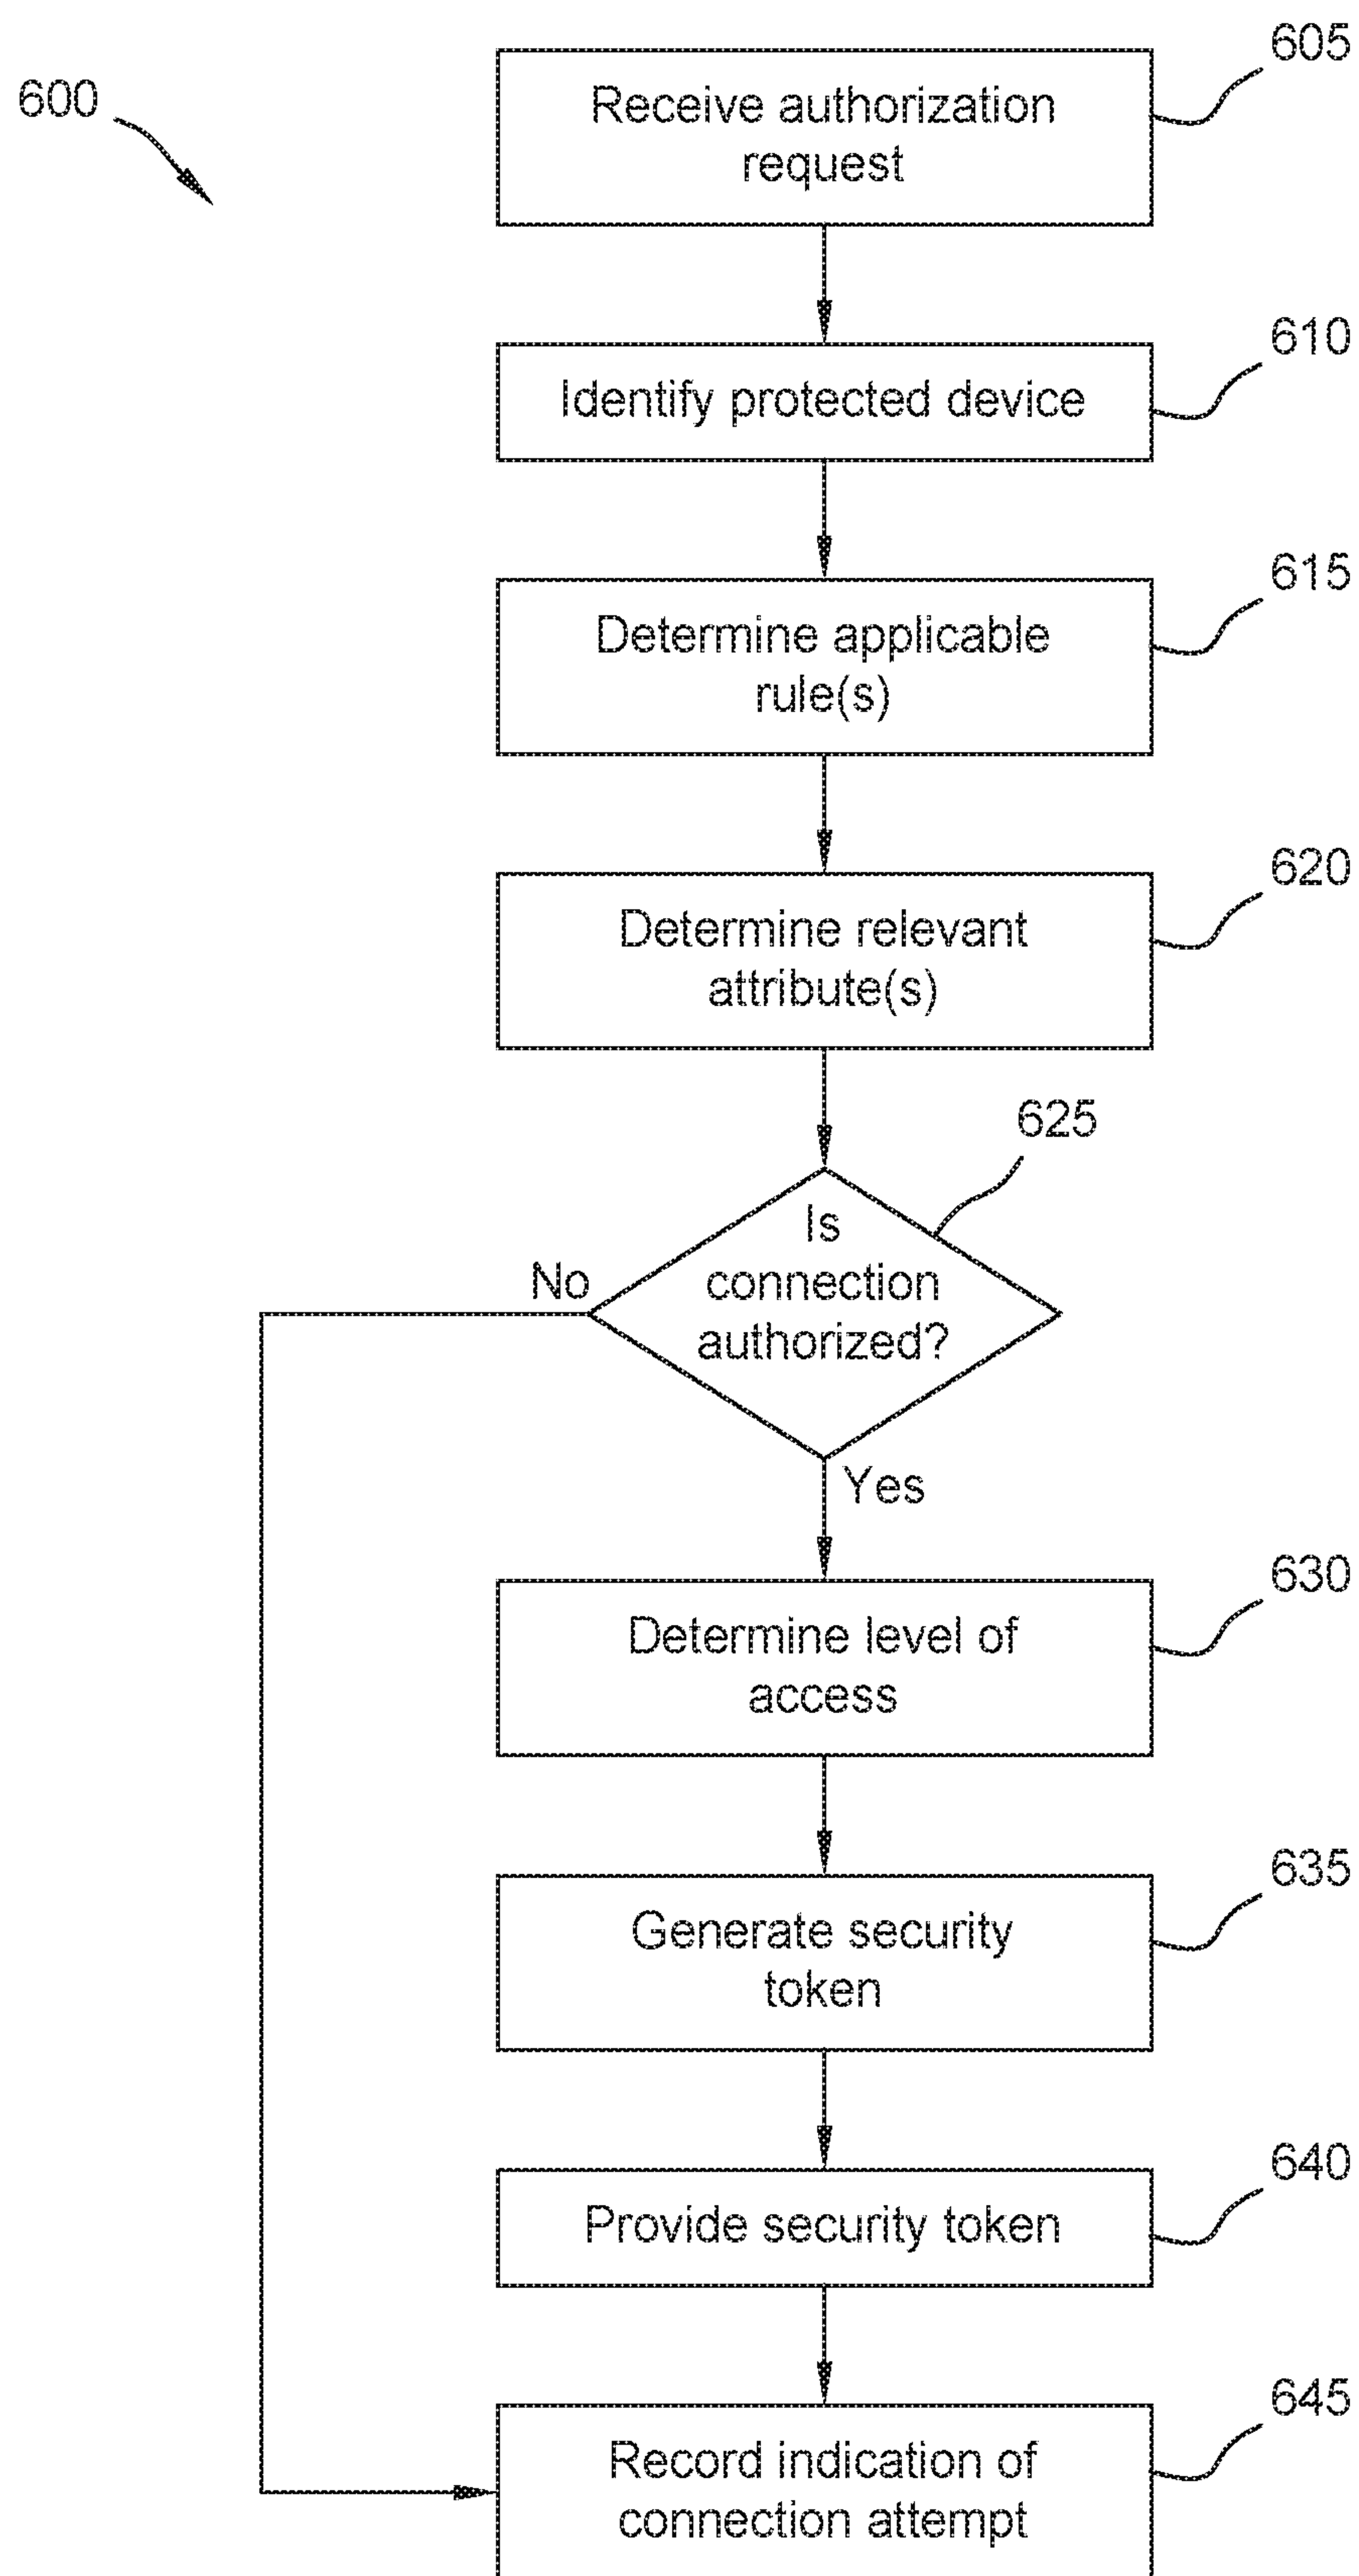 600
605
Receive authorization
request
610
Identify protected device
615
Determine applicable
rule(s)
620
Determine relevant
attribute(s)
625
Is
connection
authorized?
No
Yes
630
Determine level of
access
635
Generate security
token
640
Provide security token
645
Record indication of
connection attempt